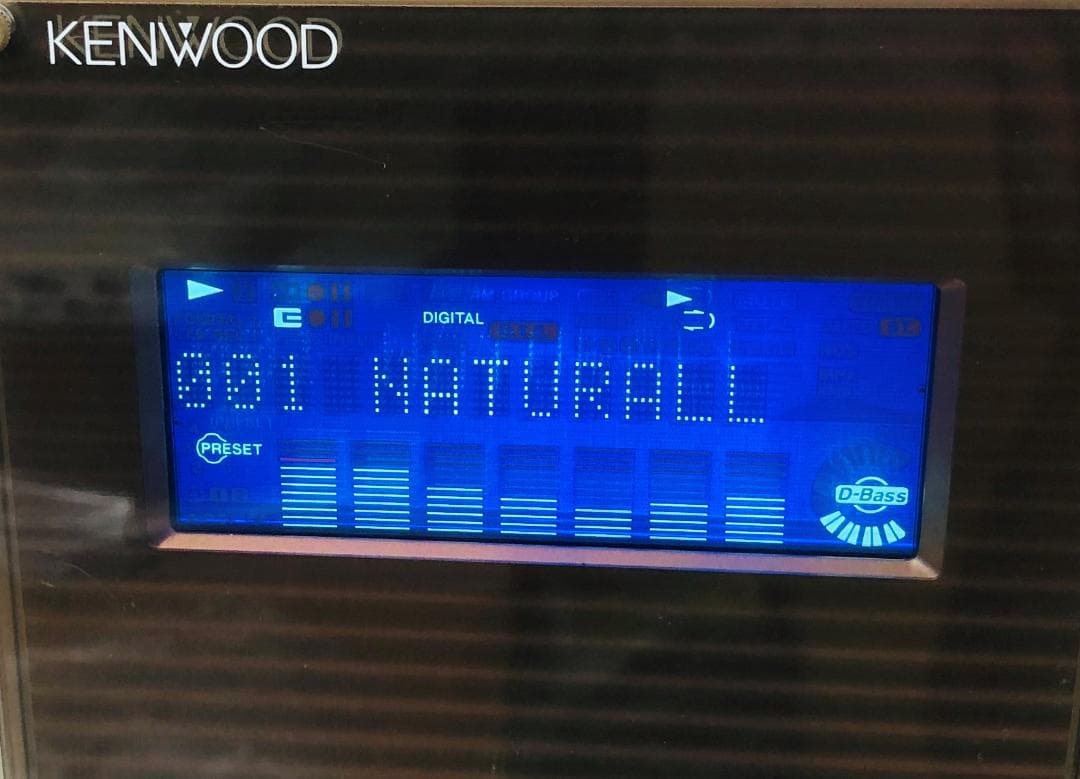 KENWOOD
DIGITAL
001 NATURALL
PRESET
D-Bass